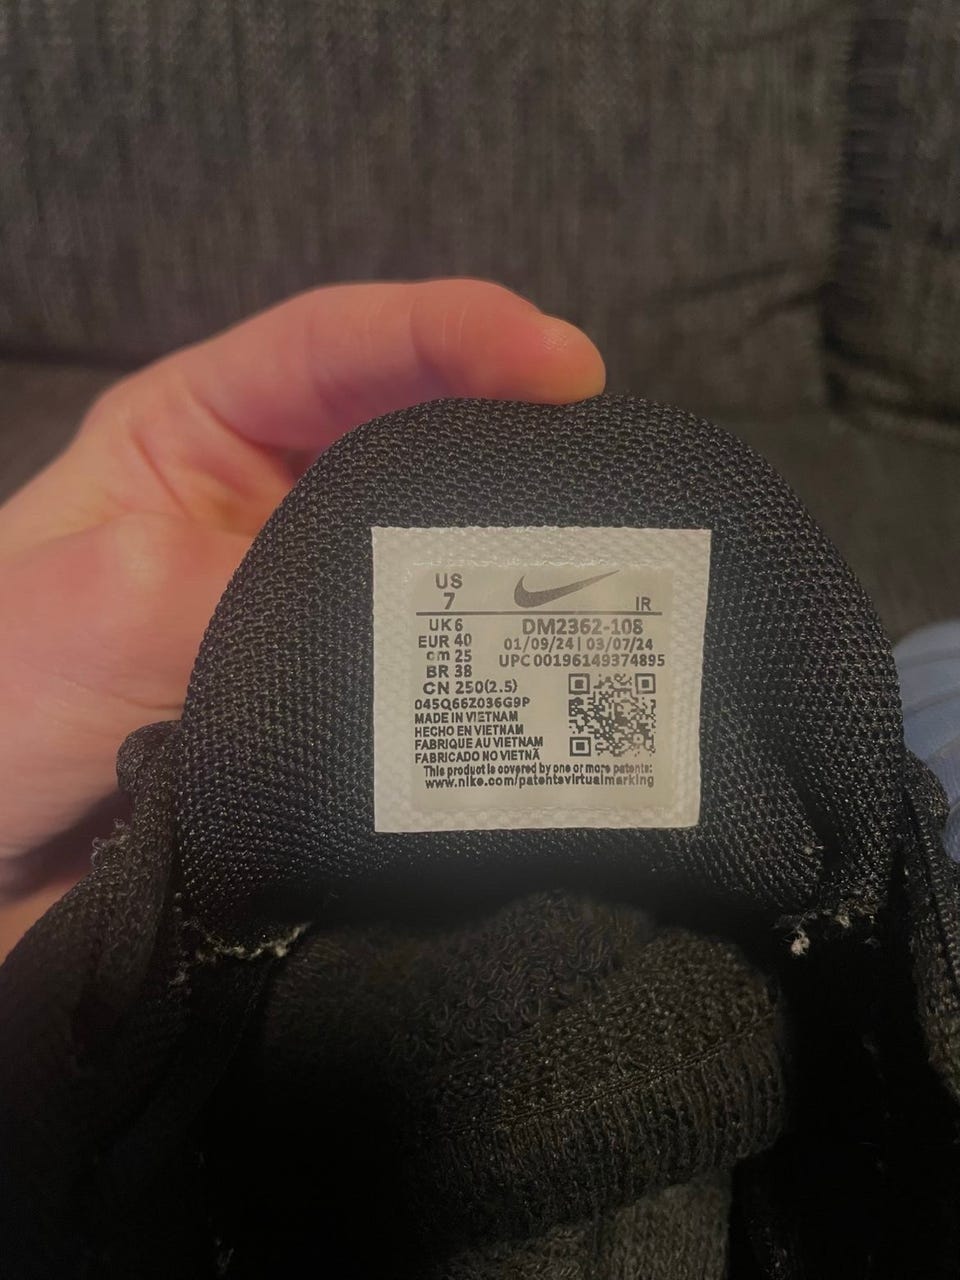 US
7
IR
UK 6
EUR 40
cm 25
BR 38
CN 250(2.5)
DM2362-108
01/09/24 | 03/07/24
UPC 00196149374895
045Q66Z036G9P
MADE IN VIETNAM
HECHO EN VIETNAM
FABRIQUE AU VIETNAM
FABRICADO NO VIETNÃ
This product is covered by one or more patents:
www.nike.com/patentsvirtualmarking